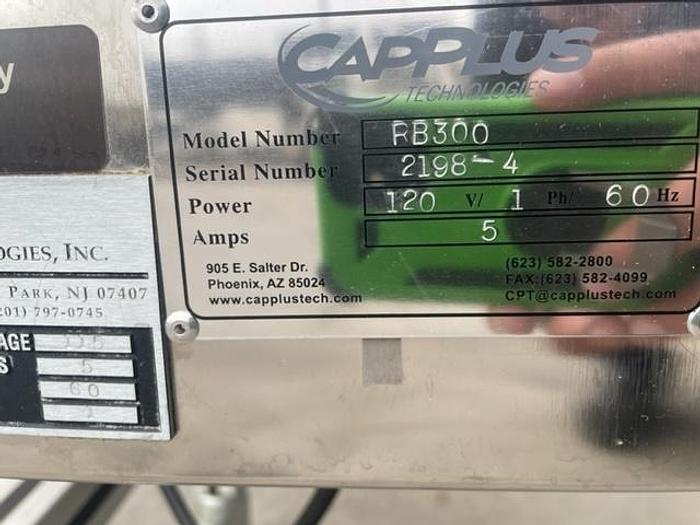 y
CAPPLUS
TECHNOLOGIES
Model Number RB300
Serial Number 2198-4
Power 120 V/ 1 Ph/ 60 Hz
Amps 5
905 E. Salter Dr.
Phoenix, AZ 85024
www.capplustech.com
(623) 582-2800
FAX:(623) 582-4099
CPT@capplustech.com
OGIES, INC.
PARK, NJ 07407
201) 797-0745
AGE 115
S 5
60